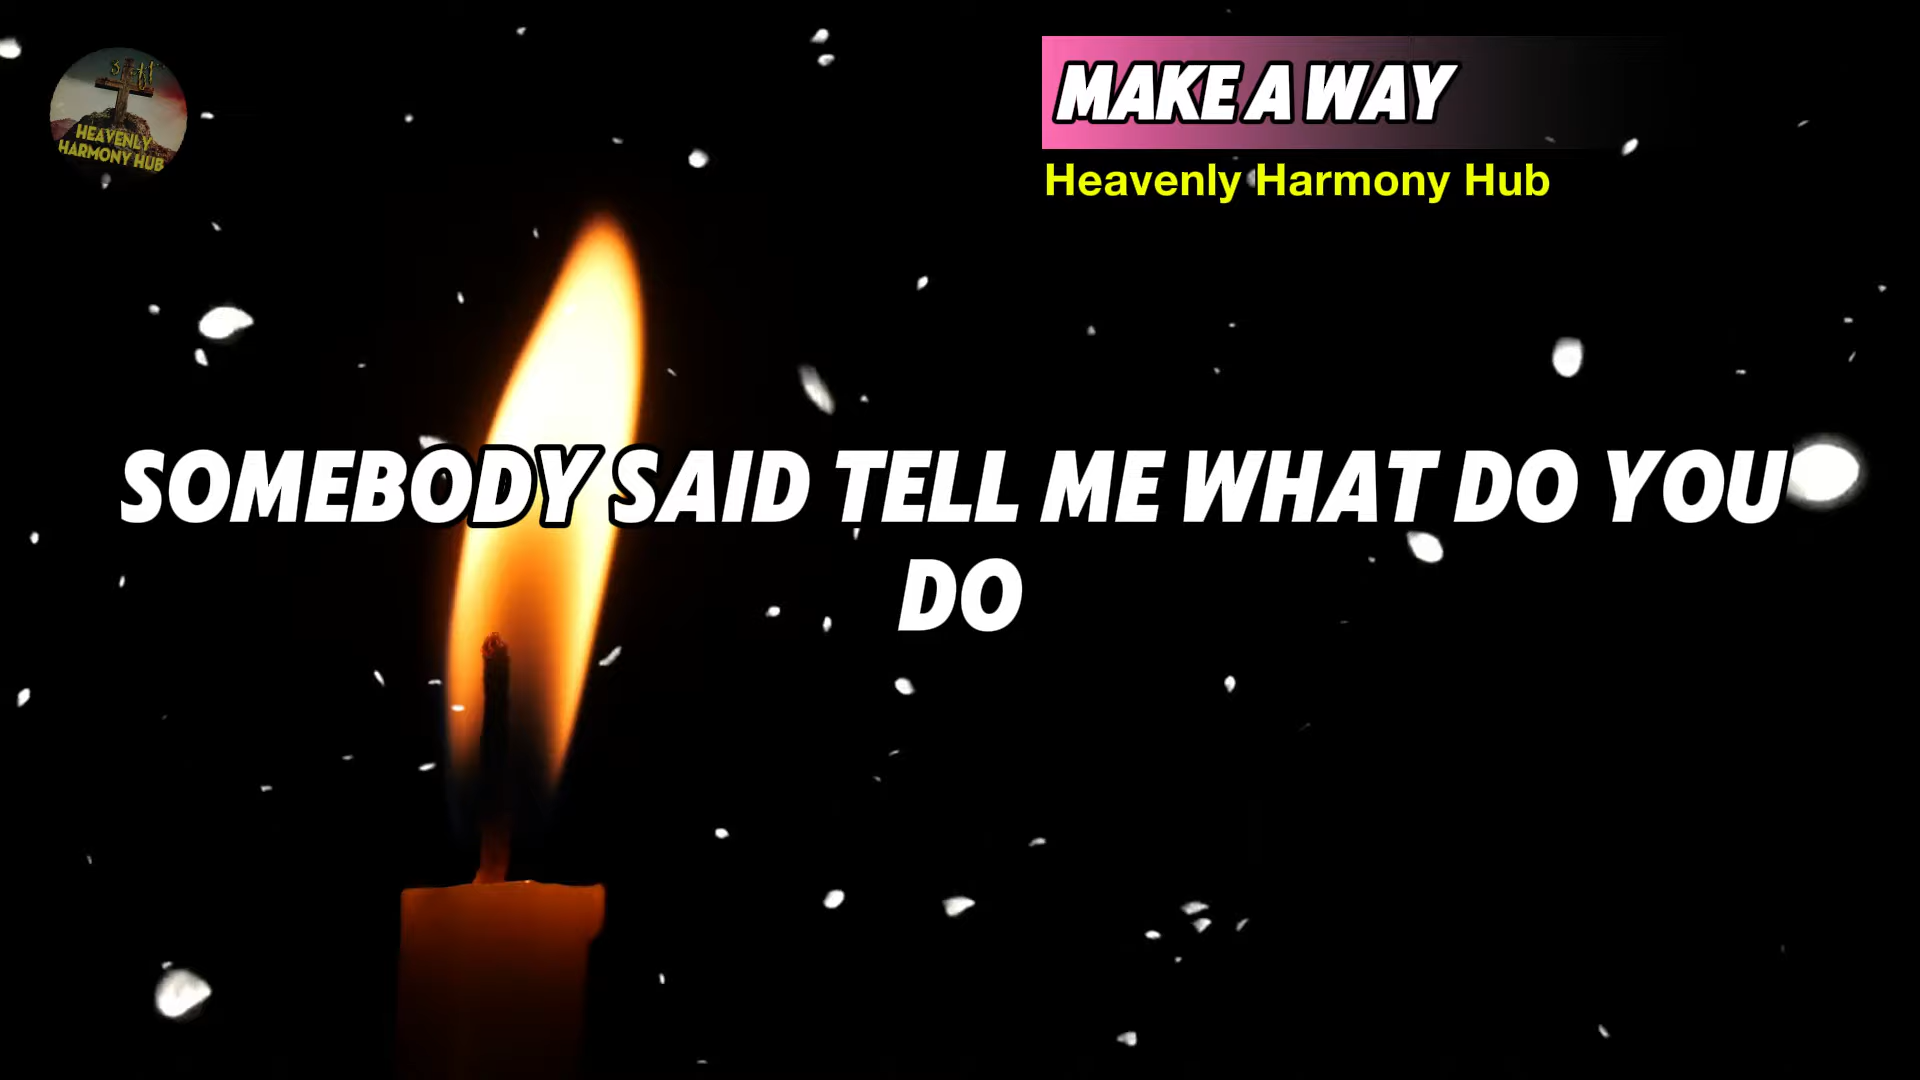 HEAVENLY
HARMONY HUB
MAKE A WAY
Heavenly Harmony Hub
SOMEBODY SAID TELL ME WHAT DO YOU
DO